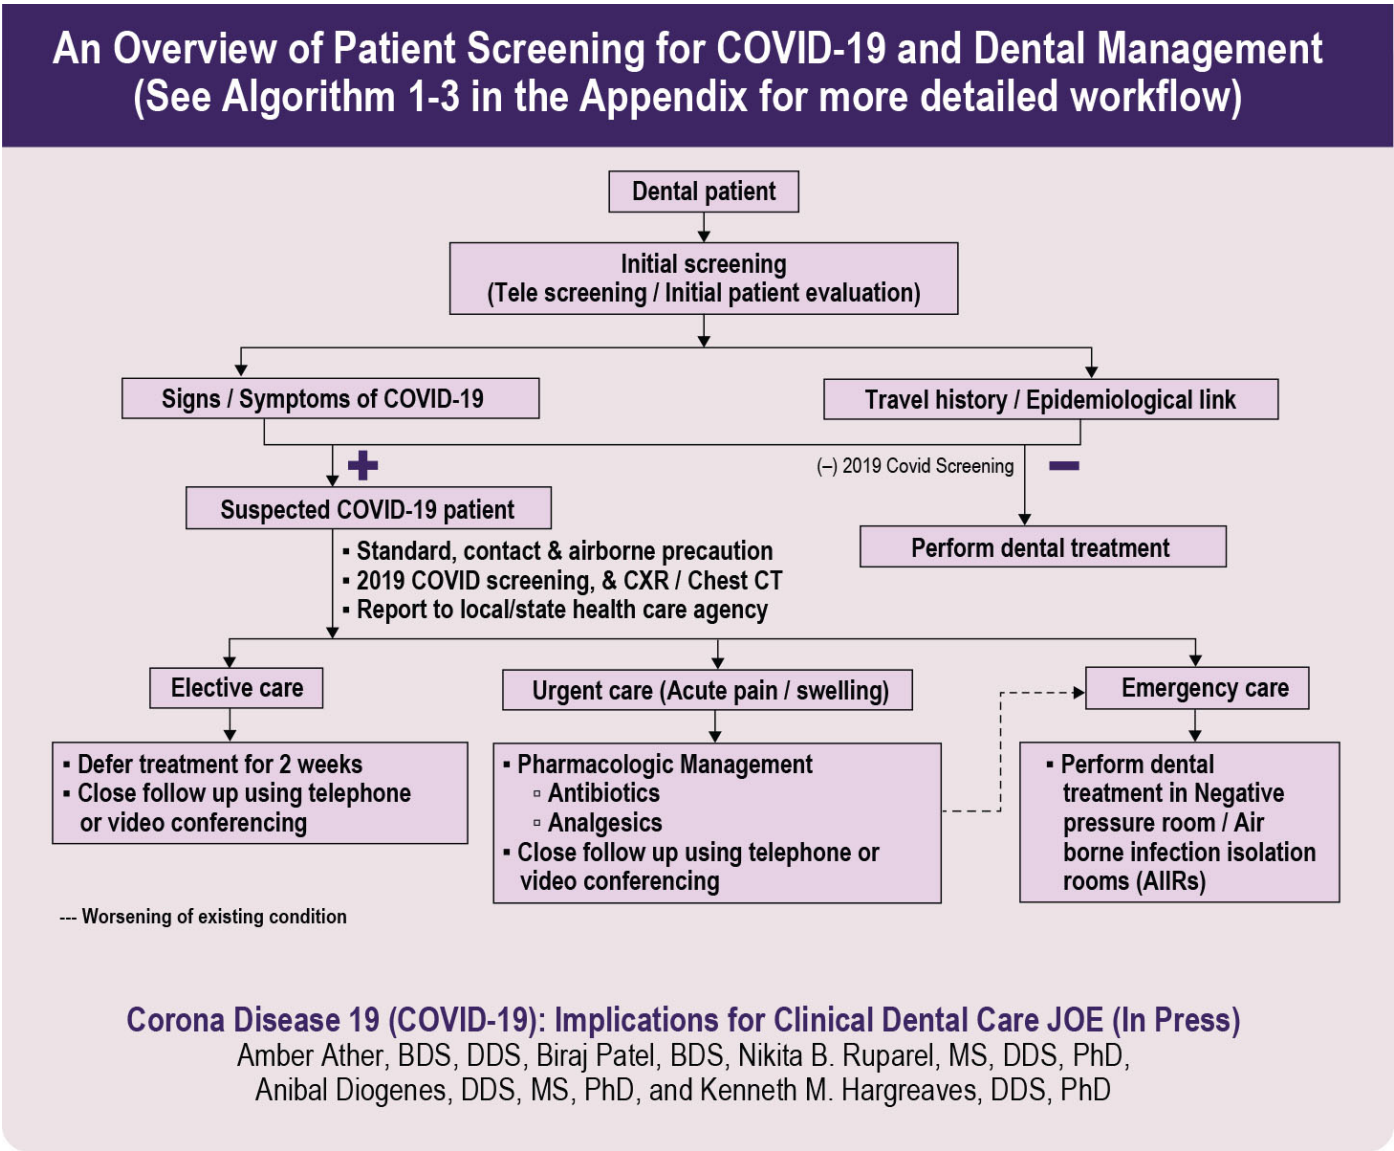 An Overview of Patient Screening for COVID-19 and Dental Management
(See Algorithm 1-3 in the Appendix for more detailed workflow)
Dental patient
Initial screening
(Tele screening / Initial patient evaluation)
Signs / Symptoms of COVID-19
Travel history / Epidemiological link
+
(–) 2019 Covid Screening
–
Suspected COVID-19 patient
Perform dental treatment
▪ Standard, contact & airborne precaution
▪ 2019 COVID screening, & CXR / Chest CT
▪ Report to local/state health care agency
Elective care
Urgent care (Acute pain / swelling)
Emergency care
▪ Defer treatment for 2 weeks
▪ Close follow up using telephone
or video conferencing
▪ Pharmacologic Management
▫ Antibiotics
▫ Analgesics
▪ Close follow up using telephone or
video conferencing
▪ Perform dental
treatment in Negative
pressure room / Air
borne infection isolation
rooms (AIIRs)
--- Worsening of existing condition
Corona Disease 19 (COVID-19): Implications for Clinical Dental Care JOE (In Press)
Amber Ather, BDS, DDS, Biraj Patel, BDS, Nikita B. Ruparel, MS, DDS, PhD,
Anibal Diogenes, DDS, MS, PhD, and Kenneth M. Hargreaves, DDS, PhD